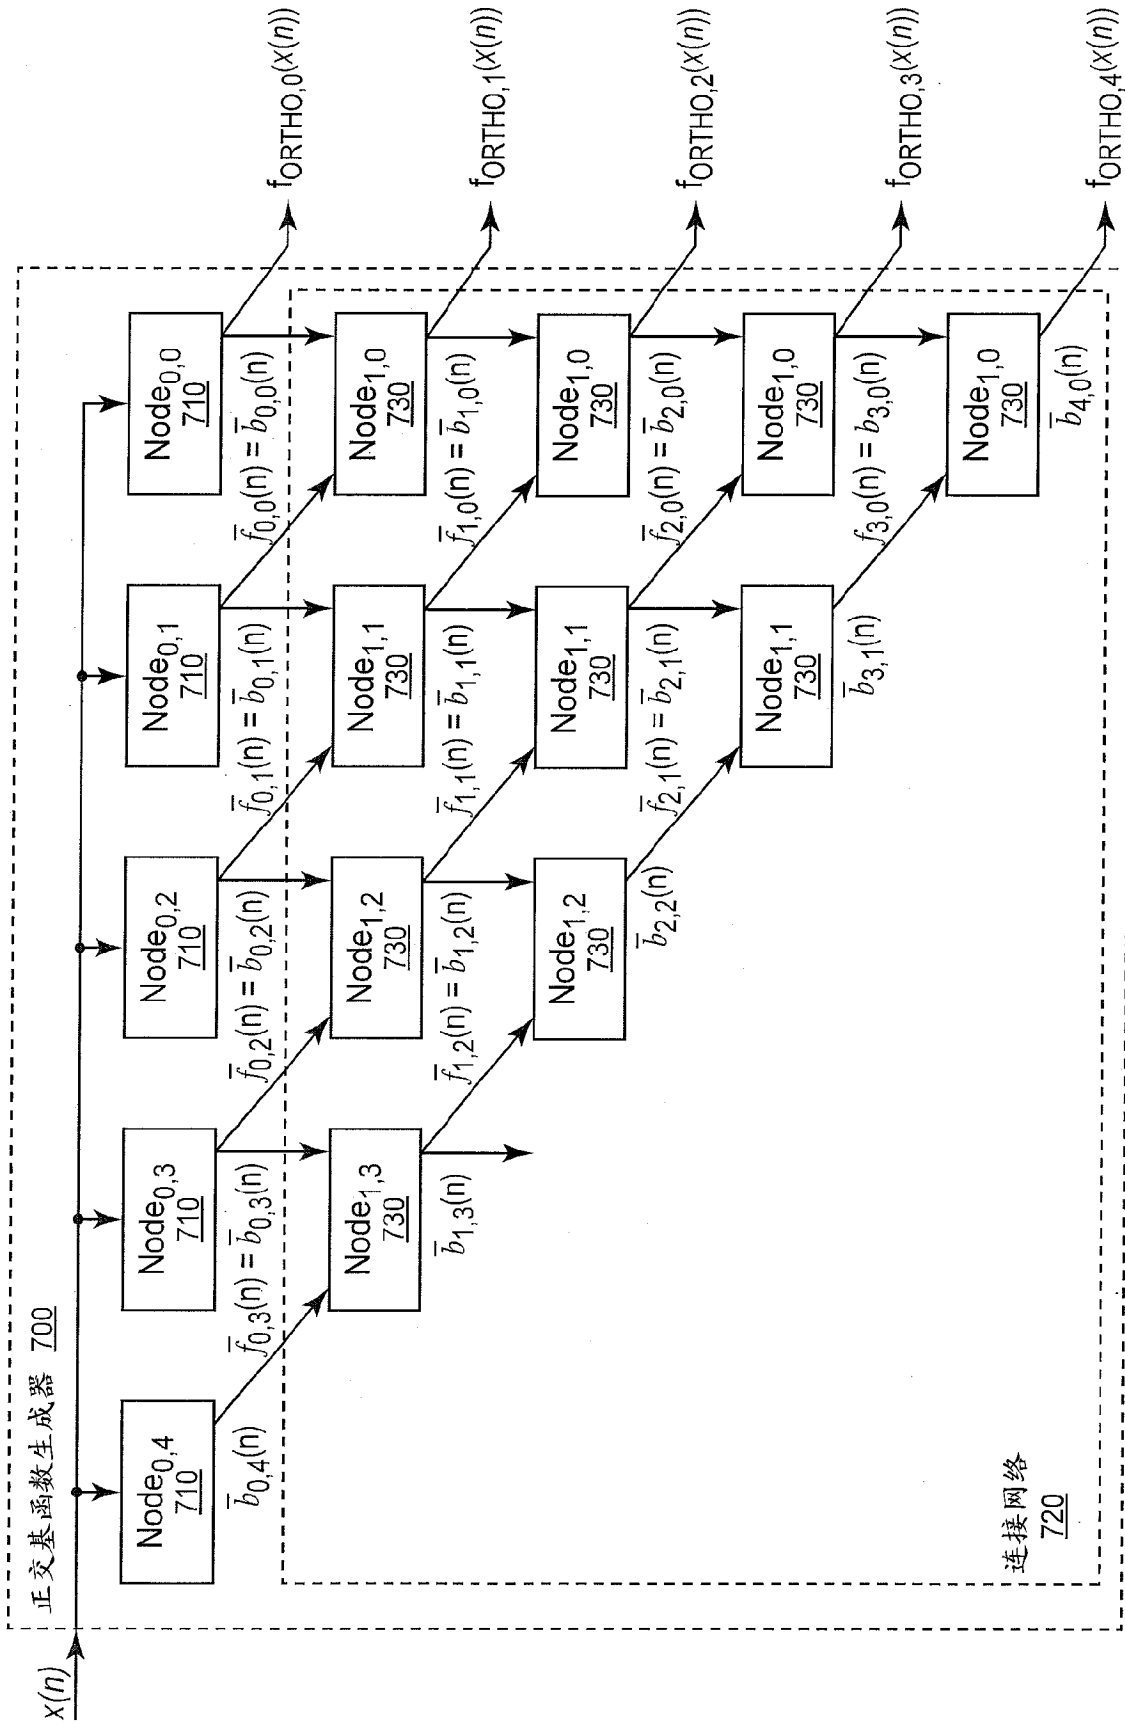 x(n)
正交基函数生成器 700
Node0,4
710
Node0,3
710
Node0,2
710
Node0,1
710
Node0,0
710
b̄0,4(n)
f̄0,3(n) = b̄0,3(n)
f̄0,2(n) = b̄0,2(n)
f̄0,1(n) = b̄0,1(n)
f̄0,0(n) = b̄0,0(n)
fORTHO,0(x(n))
Node1,3
730
Node1,2
730
Node1,1
730
Node1,0
730
b̄1,3(n)
f̄1,2(n) = b̄1,2(n)
f̄1,1(n) = b̄1,1(n)
f̄1,0(n) = b̄1,0(n)
fORTHO,1(x(n))
Node1,2
730
Node1,1
730
Node1,0
730
b̄2,2(n)
f̄2,1(n) = b̄2,1(n)
f̄2,0(n) = b̄2,0(n)
fORTHO,2(x(n))
Node1,1
730
Node1,0
730
b̄3,1(n)
f3,0(n) = b3,0(n)
fORTHO,3(x(n))
Node1,0
730
b̄4,0(n)
fORTHO,4(x(n))
连接网络
720